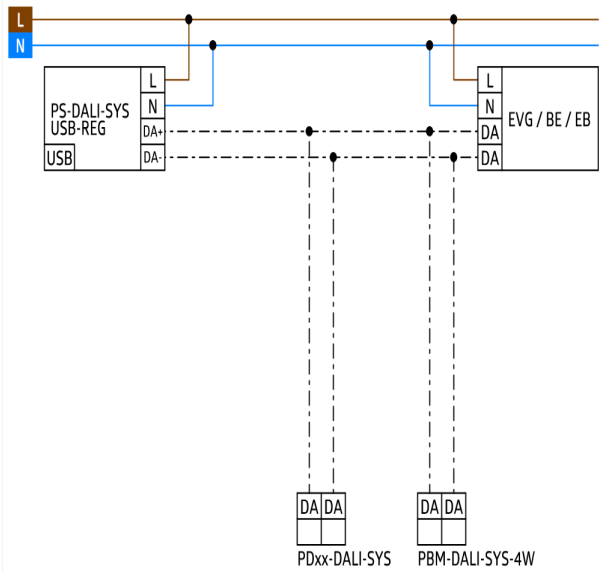 L
N
PS-DALI-SYS
USB-REG
USB
L
N
DA+
DA-
L
N
DA
DA
EVG / BE / EB
DA DA
PDxx-DALI-SYS
DA DA
PBM-DALI-SYS-4W